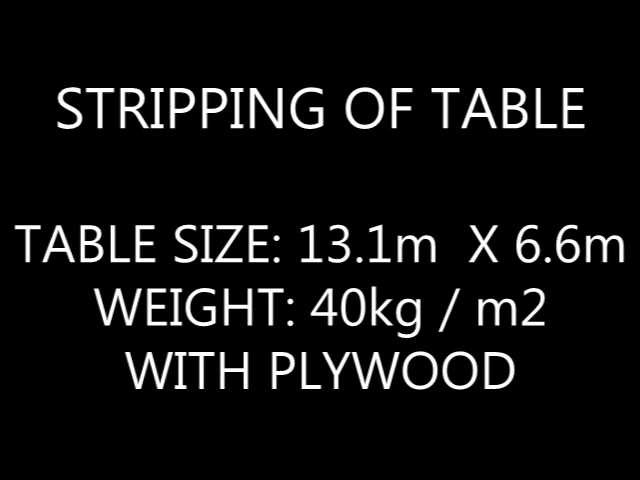 STRIPPING OF TABLE
TABLE SIZE: 13.1m X 6.6m
WEIGHT: 40kg / m2
WITH PLYWOOD